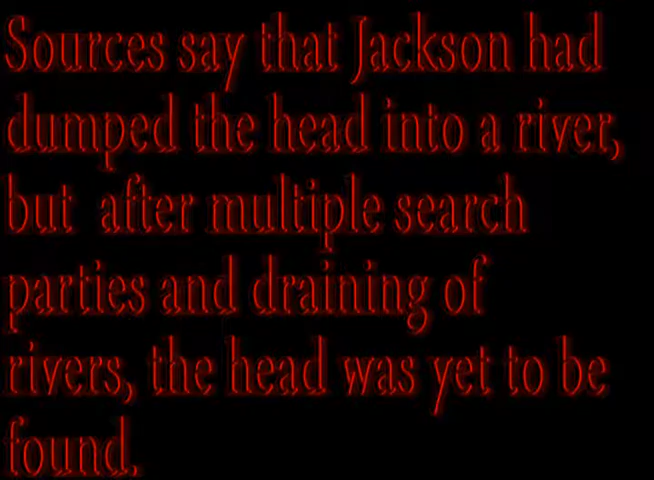 Sources say that Jackson had
dumped the head into a river,
but after multiple search
parties and draining of
rivers, the head was yet to be
found.